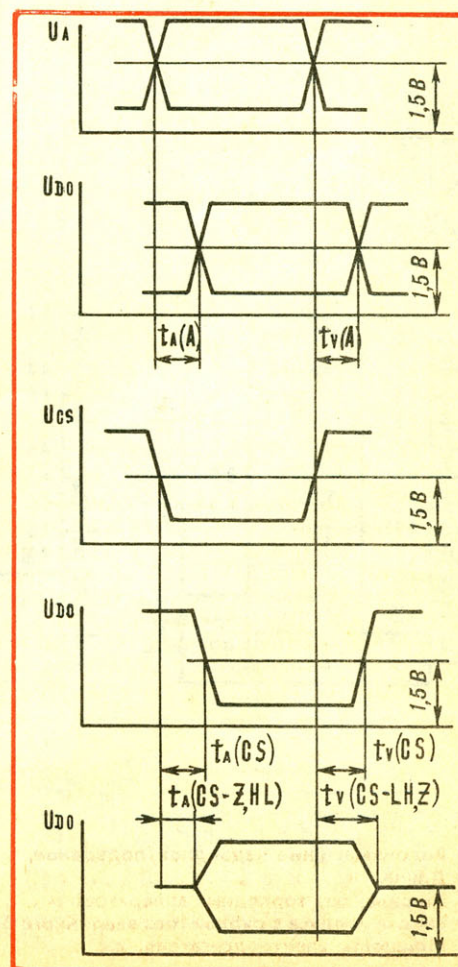 UA
1,5 В
UDO
1,5 В
tA(A)
tV(A)
UCS
1,5 В
UDO
1,5 В
tA(CS)
tV(CS)
tA(CS-Z,HL)
tV(CS-LH,Z)
UDO
1,5 В